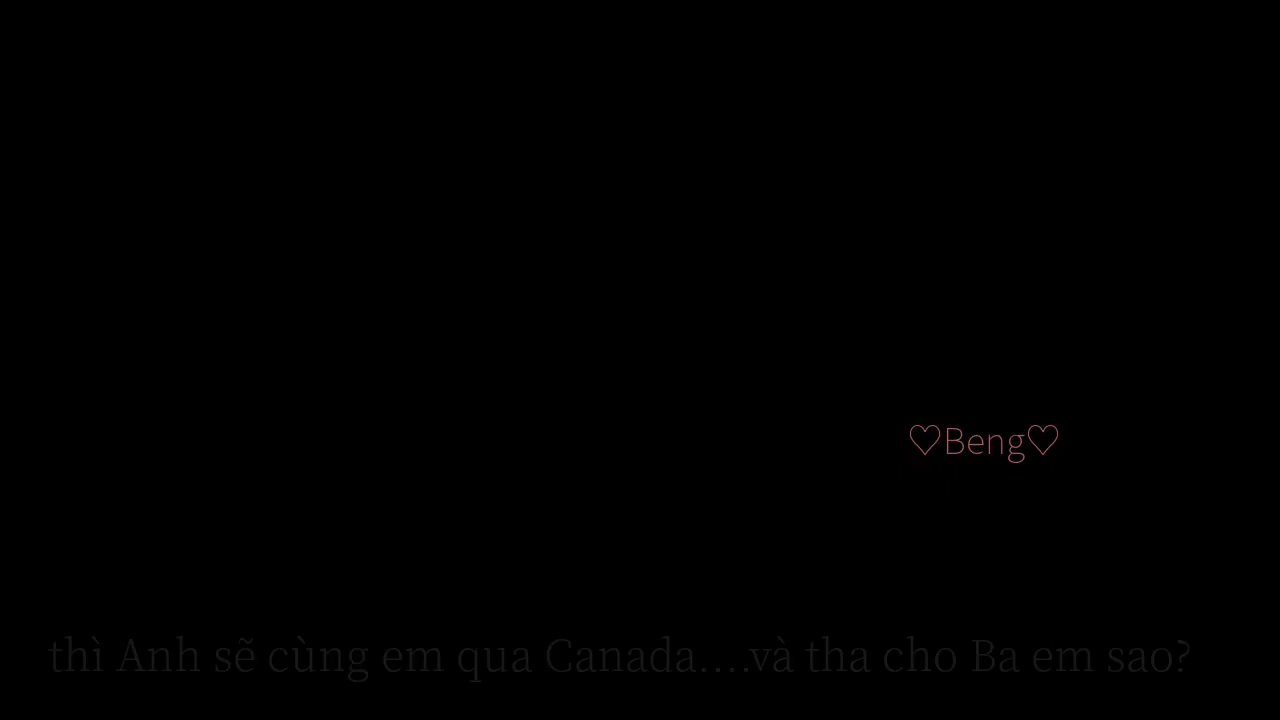 ♡Beng♡
thì Anh sẽ cùng em qua Canada....và tha cho Ba em sao?